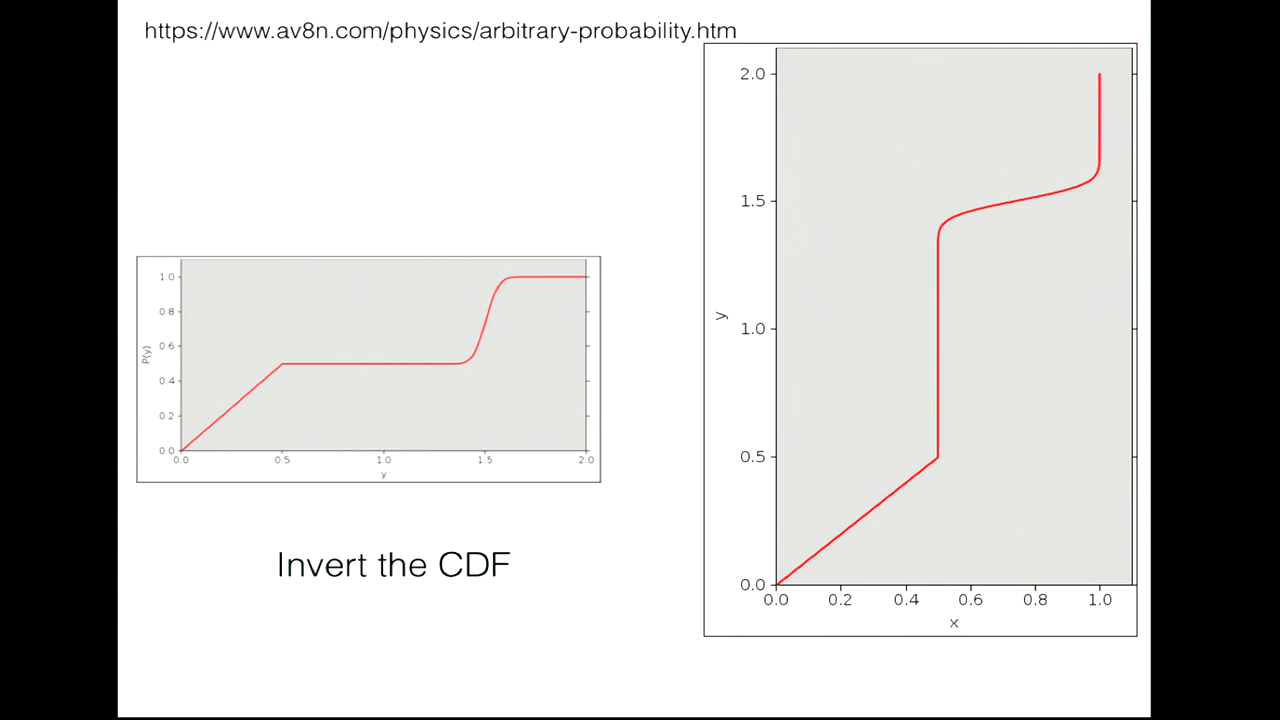 https://www.av8n.com/physics/arbitrary-probability.htm
1.0
0.8
0.6
0.4
0.2
0.0
P(y)
0.0 0.5 1.0 1.5 2.0
y
Invert the CDF
2.0
1.5
1.0
0.5
0.0
y
0.0 0.2 0.4 0.6 0.8 1.0
x